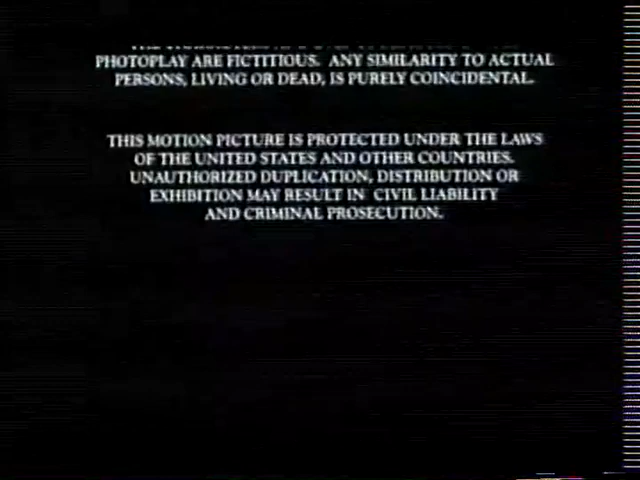 PHOTOPLAY ARE FICTITIOUS. ANY SIMILARITY TO ACTUAL
PERSONS, LIVING OR DEAD, IS PURELY COINCIDENTAL.
THIS MOTION PICTURE IS PROTECTED UNDER THE LAWS
OF THE UNITED STATES AND OTHER COUNTRIES.
UNAUTHORIZED DUPLICATION, DISTRIBUTION OR
EXHIBITION MAY RESULT IN CIVIL LIABILITY
AND CRIMINAL PROSECUTION.